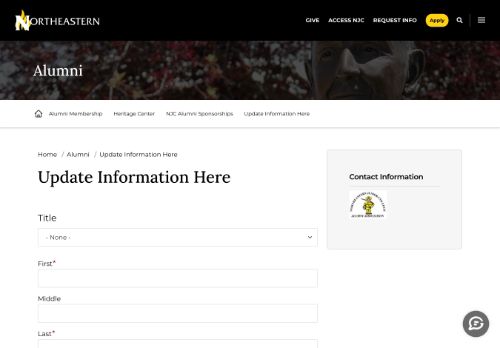 NORTHEASTERN
GIVE ACCESS NJC REQUEST INFO Apply
Alumni
Alumni Membership Heritage Center NJC Alumni Sponsorships Update Information Here
Home / Alumni / Update Information Here
Update Information Here
Title
- None -
First*
Middle
Last*
Contact Information
ALUMNI ASSOCIATION